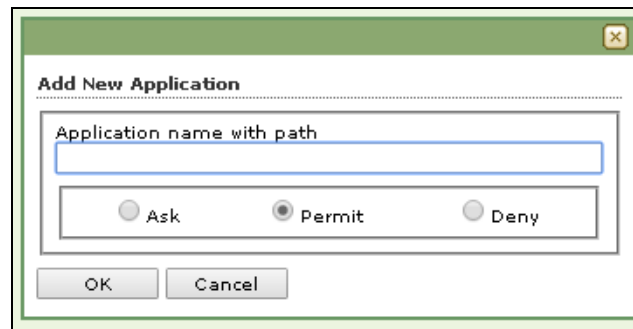 Add New Application
Application name with path
Ask Permit Deny
OK Cancel